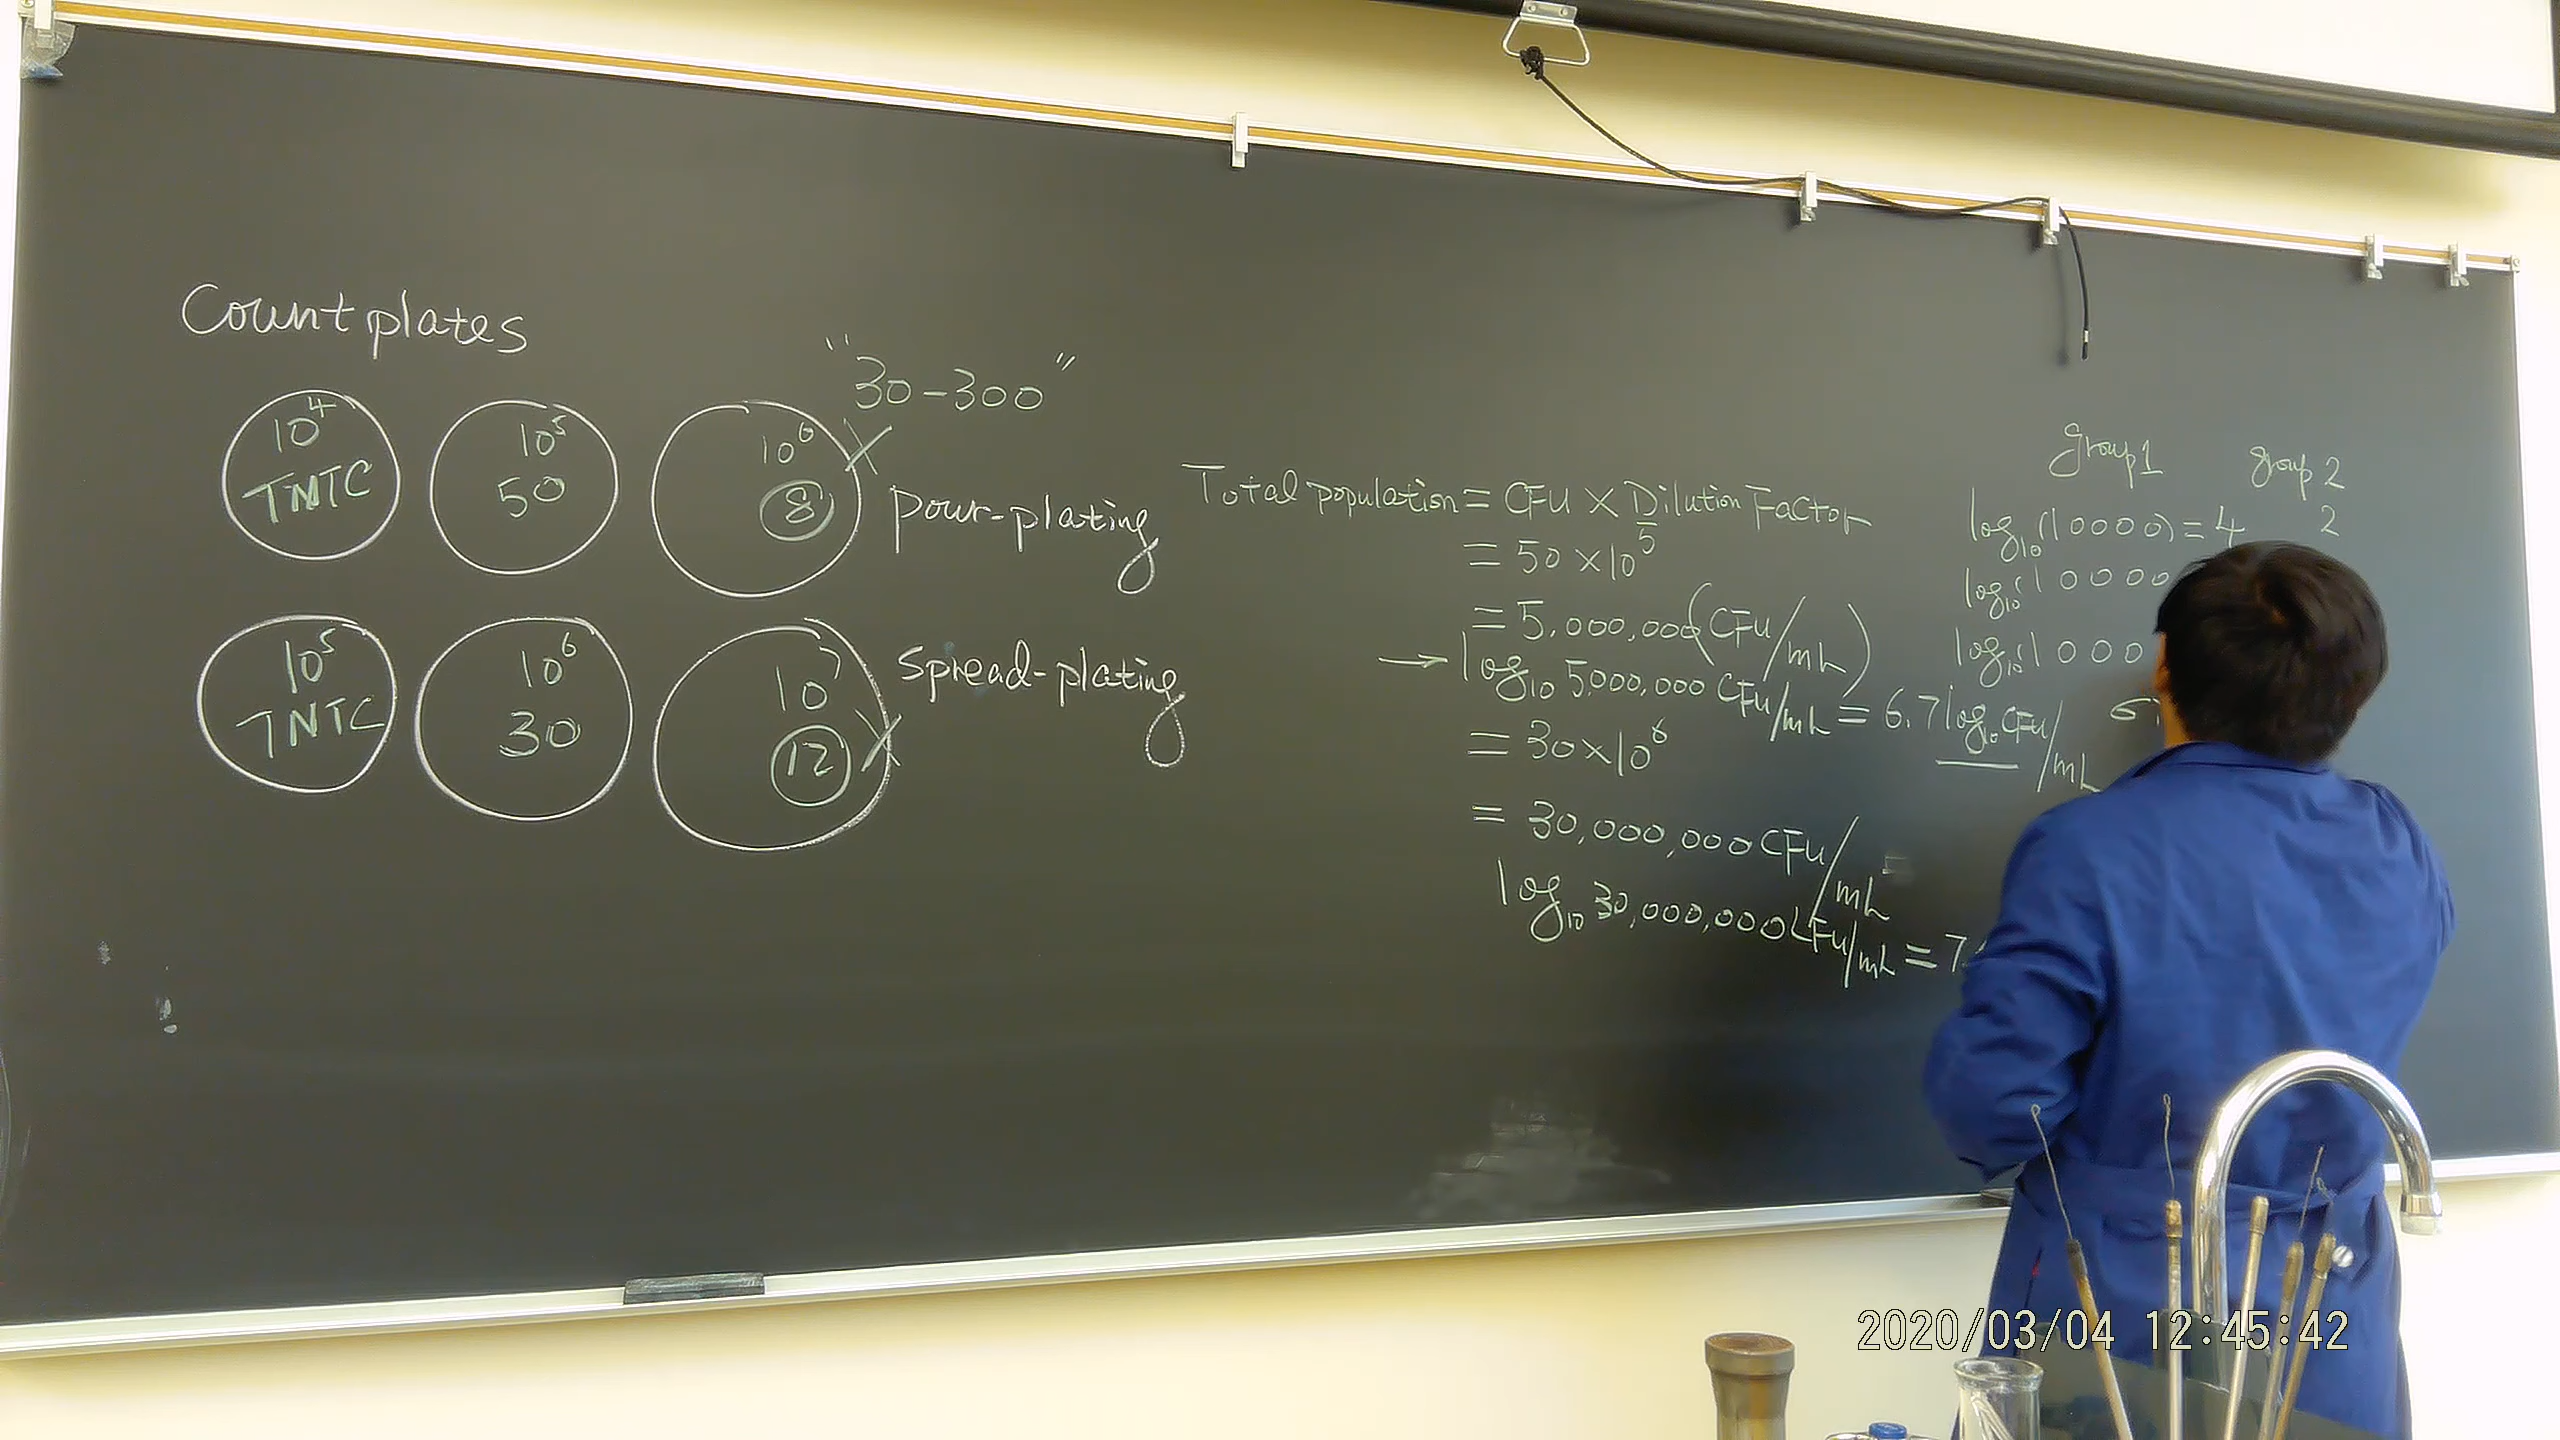 Count plates
"30-300"
10⁴ 10⁵ 10⁶ X
TNTC 50 8
pour-plating
10⁵ 10⁶ 10⁷
TNTC 30 12 X
Spread-plating
Total population = CFU X Dilution Factor
= 50 X 10⁵
= 5,000,000 (CFU/mL)
→ log₁₀ 5,000,000 CFU/mL = 6.7 log₁₀ CFU/mL
= 30 X 10⁶
= 30,000,000 CFU/mL
log₁₀ 30,000,000 CFU/mL = 7.
group 1 group 2
log₁₀(10000) = 4 2
log₁₀(10000
log₁₀(1000
2020/03/04 12:45:42